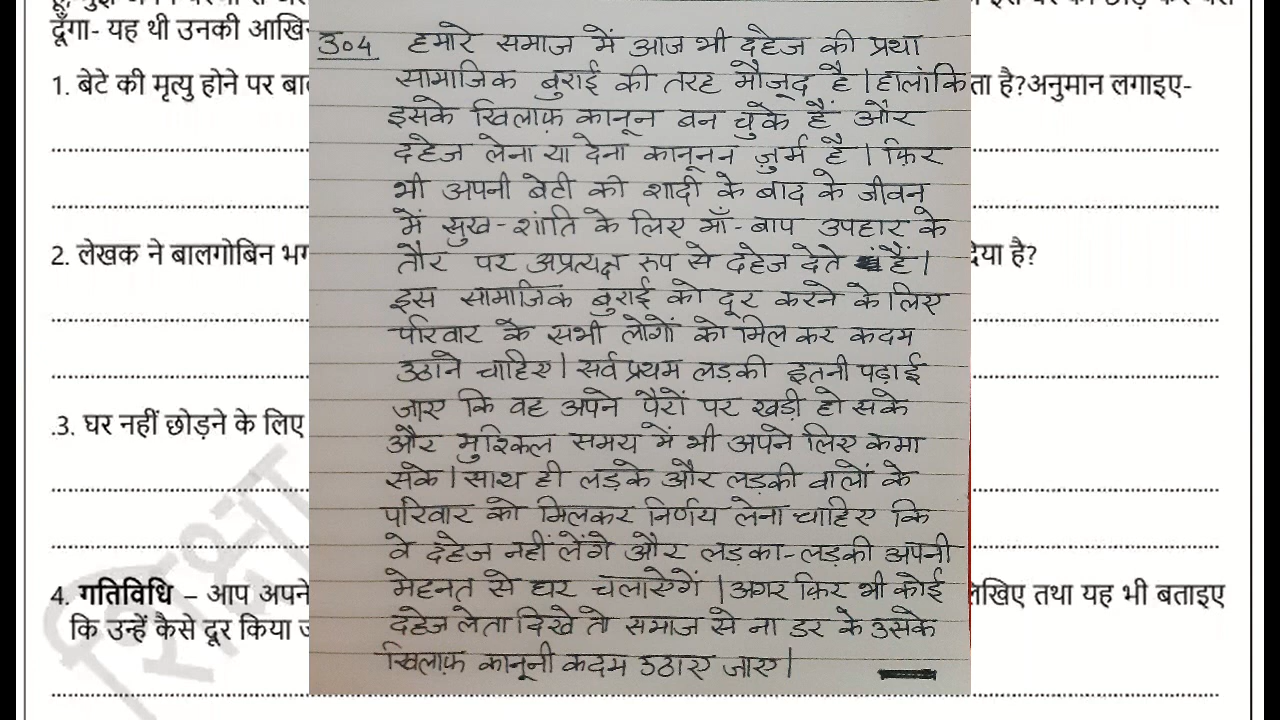 दूँगा- यह थी उनकी
उ०4 हमारे समाज में आज भी दहेज की प्रथा
सामाजिक बुराई की तरह मौजूद है। हालांकि
इसके खिलाफ़ कानून बन चुके हैं और
दहेज लेना या देना कानूनन ज़ुर्म है। फ़िर
भी अपनी बेटी की शादी के बाद के जीवन
में सुख-शांति के लिए माँ-बाप उपहार के
तौर पर अप्रत्यक्ष रुप से दहेज देते हैं।
इस सामाजिक बुराई को दूर करने के लिए
परिवार के सभी लोगों को मिल कर कदम
उठाने चाहिए। सर्व प्रथम लड़की इतनी पढ़ाई
जाए कि वह अपने पैरों पर खड़ी हो सके
और मुश्किल समय में भी अपने लिए कमा
सके। साथ ही लड़के और लड़की वालों के
परिवार को मिलकर निर्णय लेना चाहिए कि
वे दहेज नहीं लेंगे और लड़का-लड़की अपनी
मेहनत से घर चलाएगें। अगर फ़िर भी कोई
दहेज लेता दिखे तो समाज से ना डर के उसके
खिलाफ़ कानूनी कदम उठाए जाए।
1. बेटे की मृत्यु होने पर
ता है?अनुमान लगाइए-
2. लेखक ने बालगोबिन
है?
.3. घर नहीं छोड़ने के लिए
4. गतिविधि – आप अपने
तथा यह भी बताइए
कि उन्हें कैसे दूर किया
शिक्षा